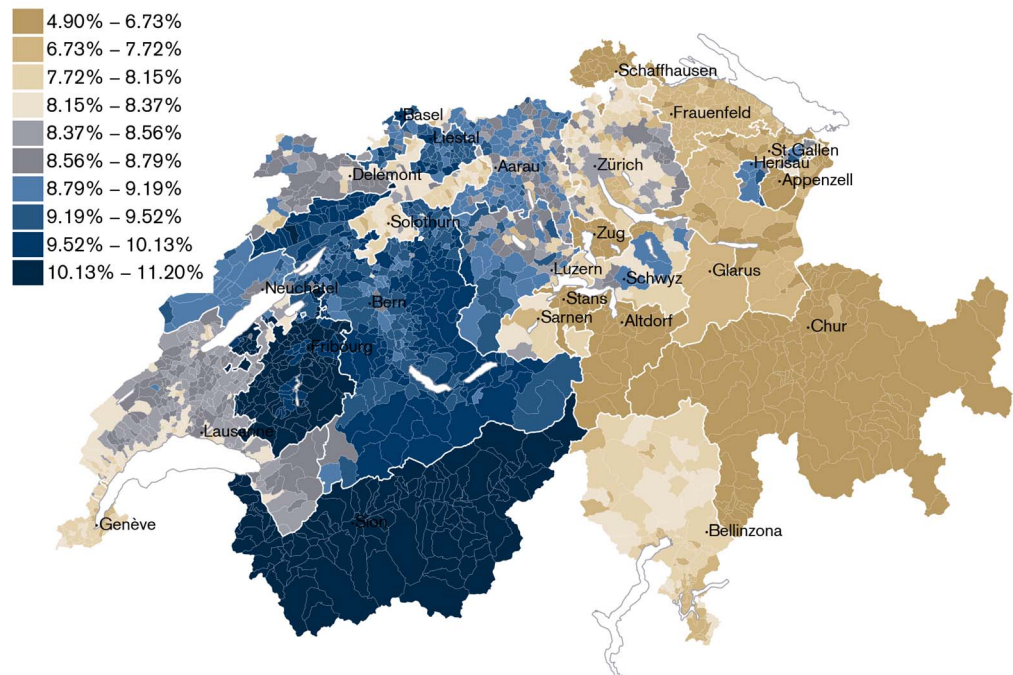 4.90% – 6.73%
6.73% – 7.72%
7.72% – 8.15%
8.15% – 8.37%
8.37% – 8.56%
8.56% – 8.79%
8.79% – 9.19%
9.19% – 9.52%
9.52% – 10.13%
10.13% – 11.20%
Schaffhausen
Basel
Frauenfeld
Liestal
St.Gallen
Herisau
Aarau
Zürich
Delémont
Appenzell
Solothurn
Zug
Luzern
Glarus
Schwyz
Neuchâtel
Stans
Bern
Sarnen
Altdorf
Chur
Fribourg
Lausanne
Sion
Genève
Bellinzona